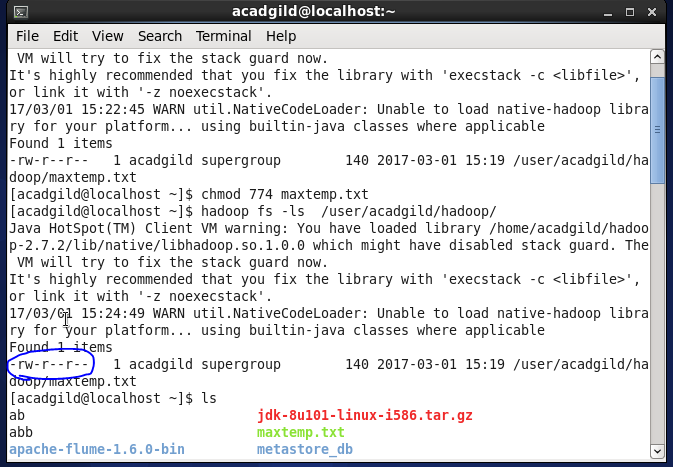 acadgild@localhost:~
File Edit View Search Terminal Help
 VM will try to fix the stack guard now.
It's highly recommended that you fix the library with 'execstack -c <libfile>',
or link it with '-z noexecstack'.
17/03/01 15:22:45 WARN util.NativeCodeLoader: Unable to load native-hadoop libra
ry for your platform... using builtin-java classes where applicable
Found 1 items
-rw-r--r--   1 acadgild supergroup        140 2017-03-01 15:19 /user/acadgild/ha
doop/maxtemp.txt
[acadgild@localhost ~]$ chmod 774 maxtemp.txt
[acadgild@localhost ~]$ hadoop fs -ls  /user/acadgild/hadoop/
Java HotSpot(TM) Client VM warning: You have loaded library /home/acadgild/hadoo
p-2.7.2/lib/native/libhadoop.so.1.0.0 which might have disabled stack guard. The
 VM will try to fix the stack guard now.
It's highly recommended that you fix the library with 'execstack -c <libfile>',
or link it with '-z noexecstack'.
17/03/01 15:24:49 WARN util.NativeCodeLoader: Unable to load native-hadoop libra
ry for your platform... using builtin-java classes where applicable
Found 1 items
-rw-r--r--   1 acadgild supergroup        140 2017-03-01 15:19 /user/acadgild/ha
doop/maxtemp.txt
[acadgild@localhost ~]$ ls
ab                             jdk-8u101-linux-i586.tar.gz
abb                            maxtemp.txt
apache-flume-1.6.0-bin         metastore_db